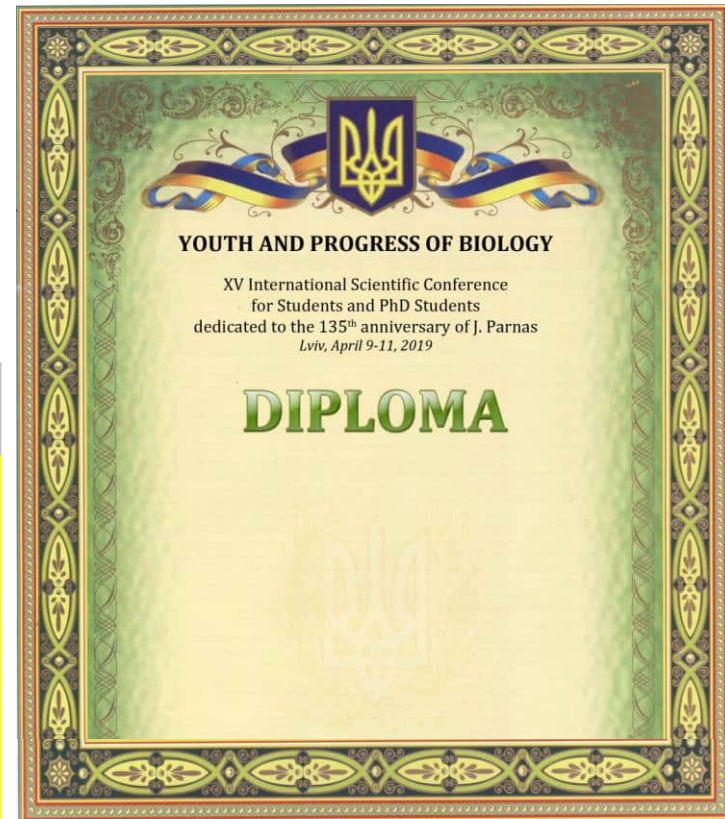 YOUTH AND PROGRESS OF BIOLOGY
XV International Scientific Conference
for Students and PhD Students
dedicated to the 135th anniversary of J. Parnas
Lviv, April 9-11, 2019
DIPLOMA